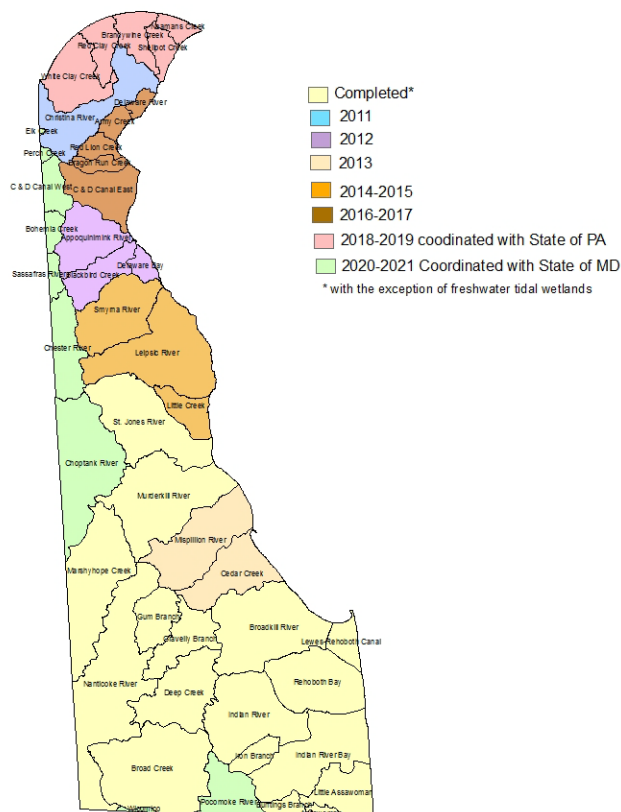 Naamans Creek
Brandywine Creek
Red Clay Creek
Shellpot Creek
White Clay Creek
Delaware River
Christina River
Army Creek
Elk Creek
Red Lion Creek
Perch Creek
Dragon Run Creek
C & D Canal West
C & D Canal East
Bohemia Creek
Appoquinimink River
Delaware Bay
Sassafras River
Blackbird Creek
Smyrna River
Chester River
Leipsic River
Little Creek
St. Jones River
Choptank River
Murderkill River
Mispillion River
Marshyhope Creek
Cedar Creek
Gum Branch
Broadkill River
Gravelly Branch
Lewes-Rehoboth Canal
Nanticoke River
Rehoboth Bay
Deep Creek
Indian River
Iron Branch
Indian River Bay
Broad Creek
Little Assawoman
Pocomoke River
Buntings Branch
Completed*
2011
2012
2013
2014-2015
2016-2017
2018-2019 coodinated with State of PA
2020-2021 Coordinated with State of MD
* with the exception of freshwater tidal wetlands